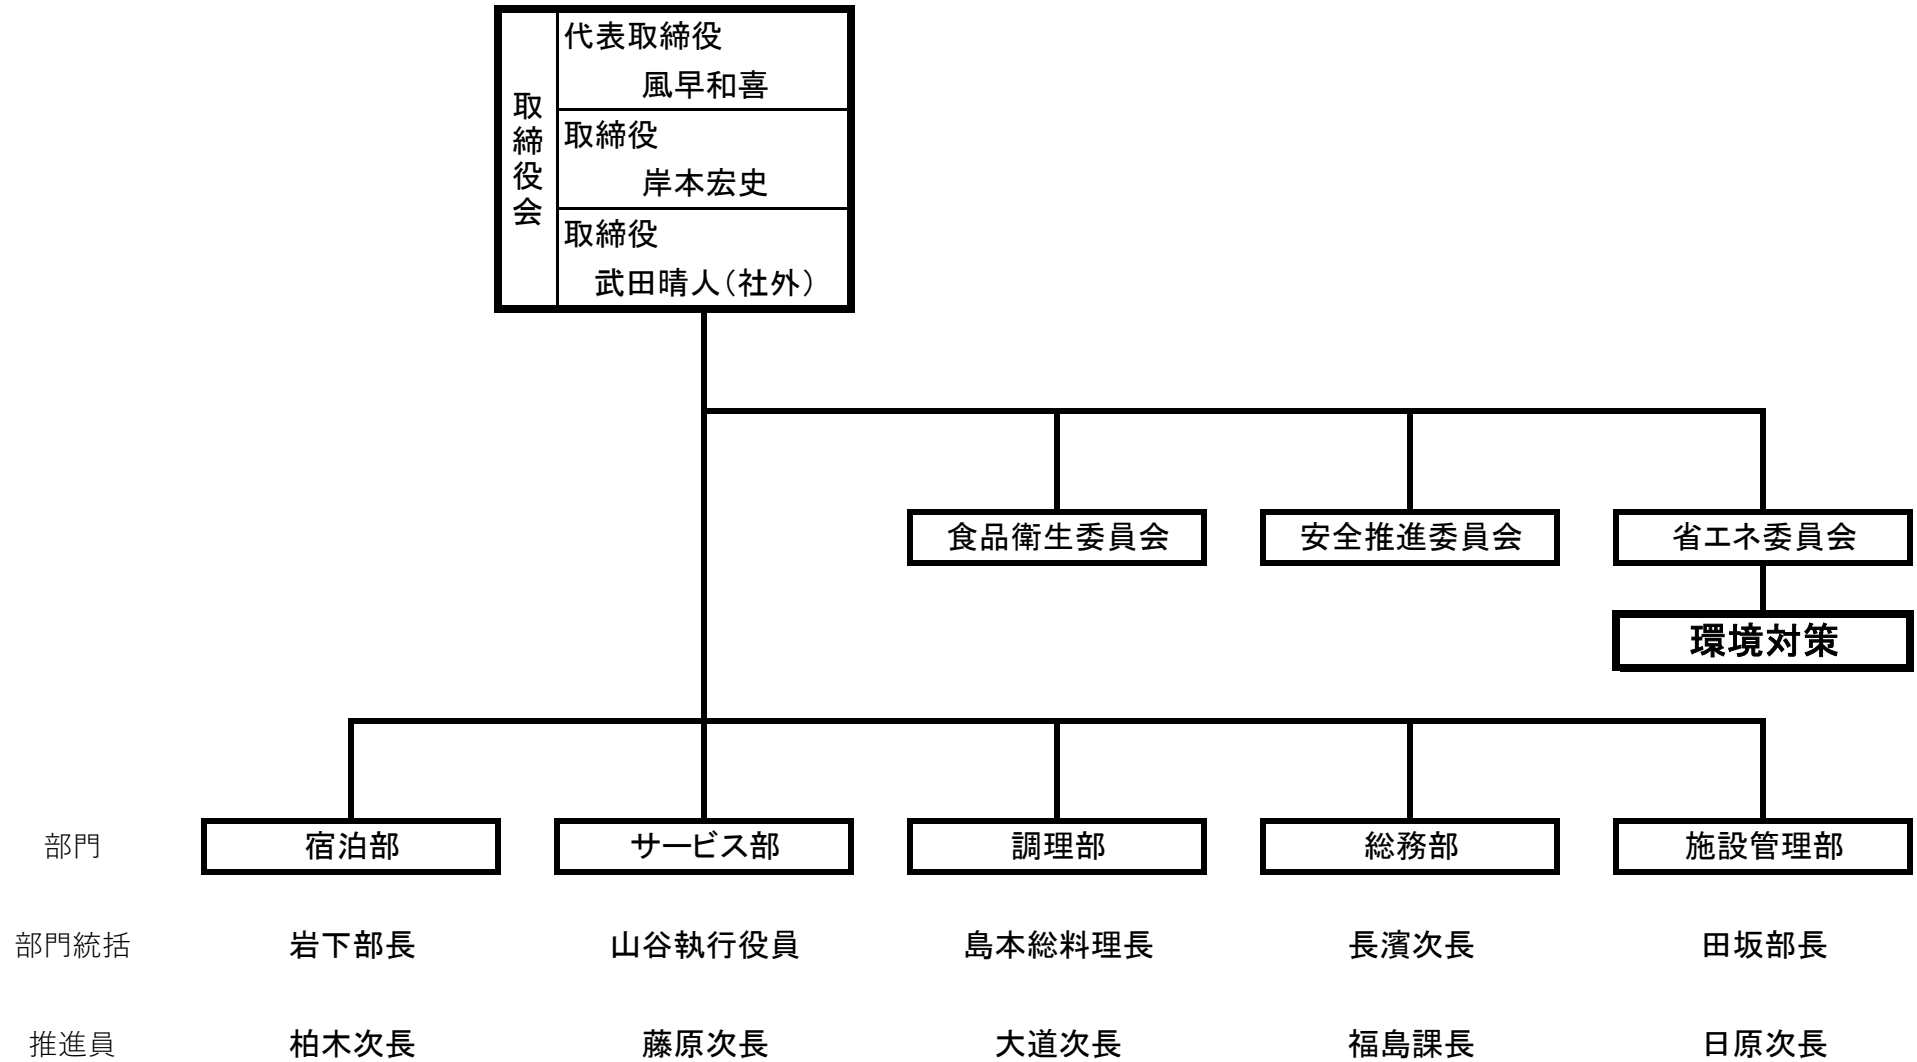 取締役会
代表取締役
風早和喜
取締役
岸本宏史
取締役
武田晴人（社外）
食品衛生委員会
安全推進委員会
省エネ委員会
環境対策
部門
宿泊部
サービス部
調理部
総務部
施設管理部
部門統括
岩下部長
山谷執行役員
島本総料理長
長濱次長
田坂部長
推進員
柏木次長
藤原次長
大道次長
福島課長
日原次長